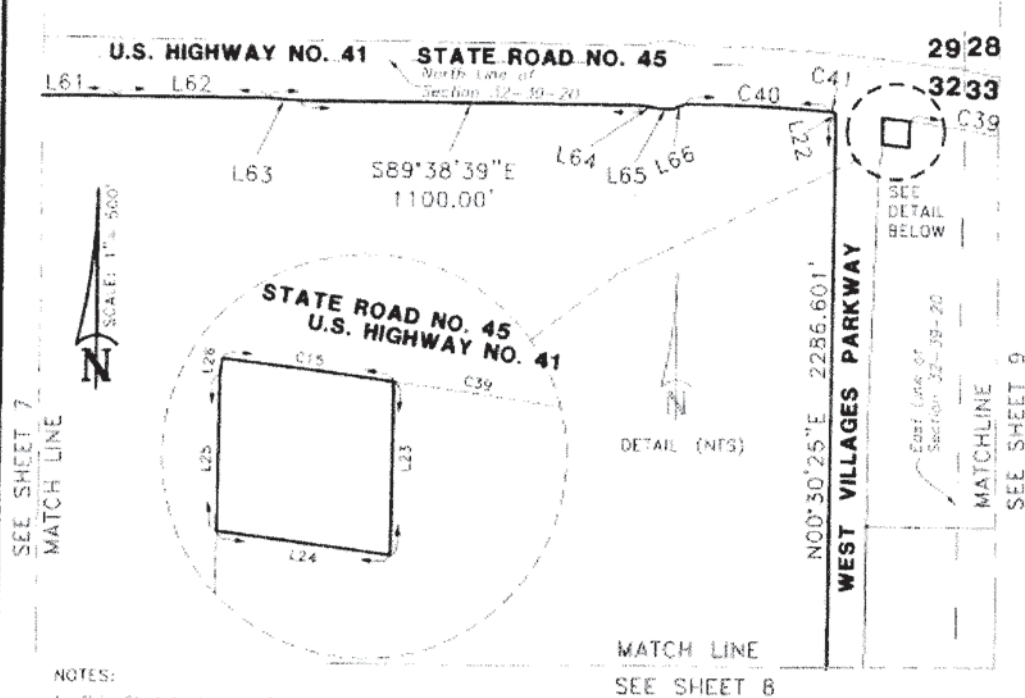 U.S. HIGHWAY NO. 41 STATE ROAD NO. 45
29 28
32 33
North Line of
Section 32-39-20
L61
L62
C40
C41
C39
L63
S89°38'39"E
1100.00'
L64
L65
L66
L22
SEE
DETAIL
BELOW
SCALE: 1" = 500'
N
STATE ROAD NO. 45
U.S. HIGHWAY NO. 41
L26
C15
C39
L25
L23
L24
N
DETAIL (NTS)
N00°30'25"E 2286.601'
WEST VILLAGES PARKWAY
East Line of
Section 32-39-20
MATCHLINE
SEE SHEET 9
SEE SHEET 7
MATCH LINE
MATCH LINE
SEE SHEET 8
NOTES: